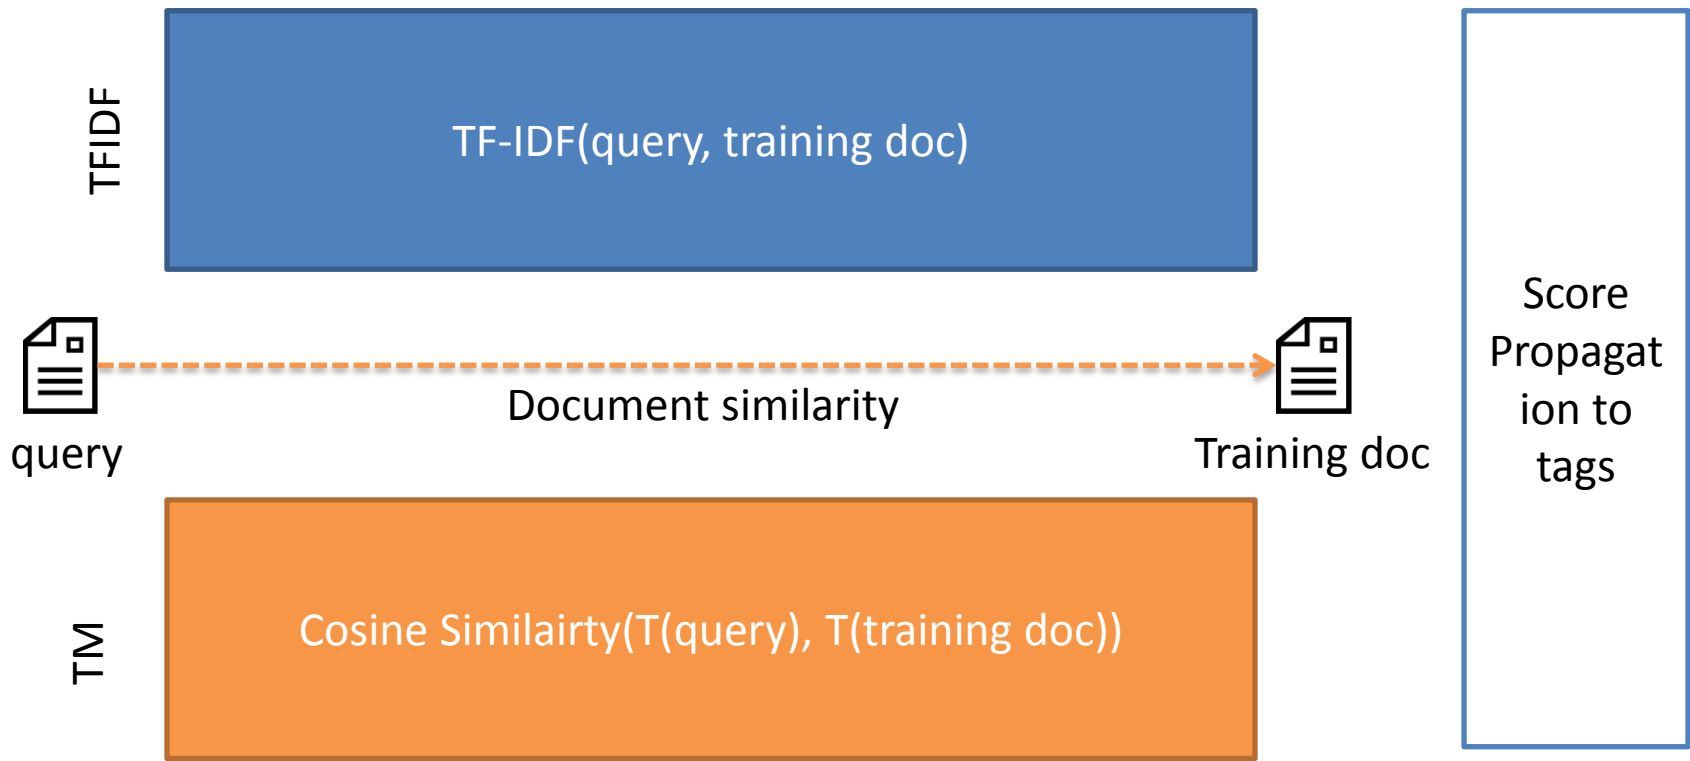 TFIDF
TF-IDF(query, training doc)
query
Document similarity
Training doc
TM
Cosine Similairty(T(query), T(training doc))
Score
Propagat
ion to
tags